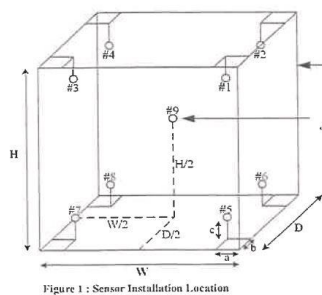 #4
#2
#3
#1
#9
H
H/2
#8
#6
#7
#5
W/2
D/2
c
D
b
a
W
Figure 1 : Sensor Installation Location